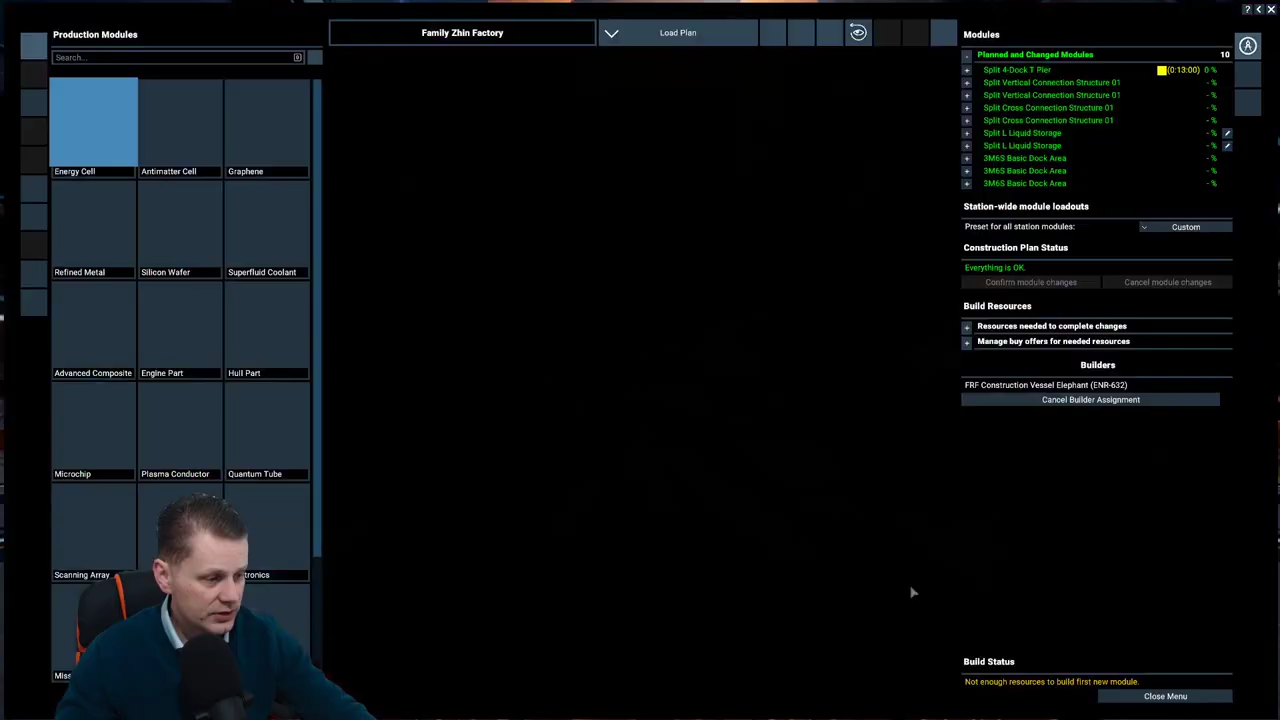 Production Modules
Search...
Energy Cell
Antimatter Cell
Graphene
Refined Metal
Silicon Wafer
Superfluid Coolant
Advanced Composite
Engine Part
Hull Part
Microchip
Plasma Conductor
Quantum Tube
Scanning Array
Family Zhin Factory
Load Plan
? < X
Modules
- Planned and Changed Modules 10
+ Split 4-Dock T Pier (0:13:00) 0 %
+ Split Vertical Connection Structure 01 - %
+ Split Vertical Connection Structure 01 - %
+ Split Cross Connection Structure 01 - %
+ Split Cross Connection Structure 01 - %
+ Split L Liquid Storage - %
+ Split L Liquid Storage - %
+ 3M6S Basic Dock Area - %
+ 3M6S Basic Dock Area - %
+ 3M6S Basic Dock Area - %
Station-wide module loadouts
Preset for all station modules: Custom
Construction Plan Status
Everything is OK.
Confirm module changes Cancel module changes
Build Resources
+ Resources needed to complete changes
+ Manage buy offers for needed resources
Builders
FRF Construction Vessel Elephant (ENR-632)
Cancel Builder Assignment
Build Status
Not enough resources to build first new module.
Close Menu